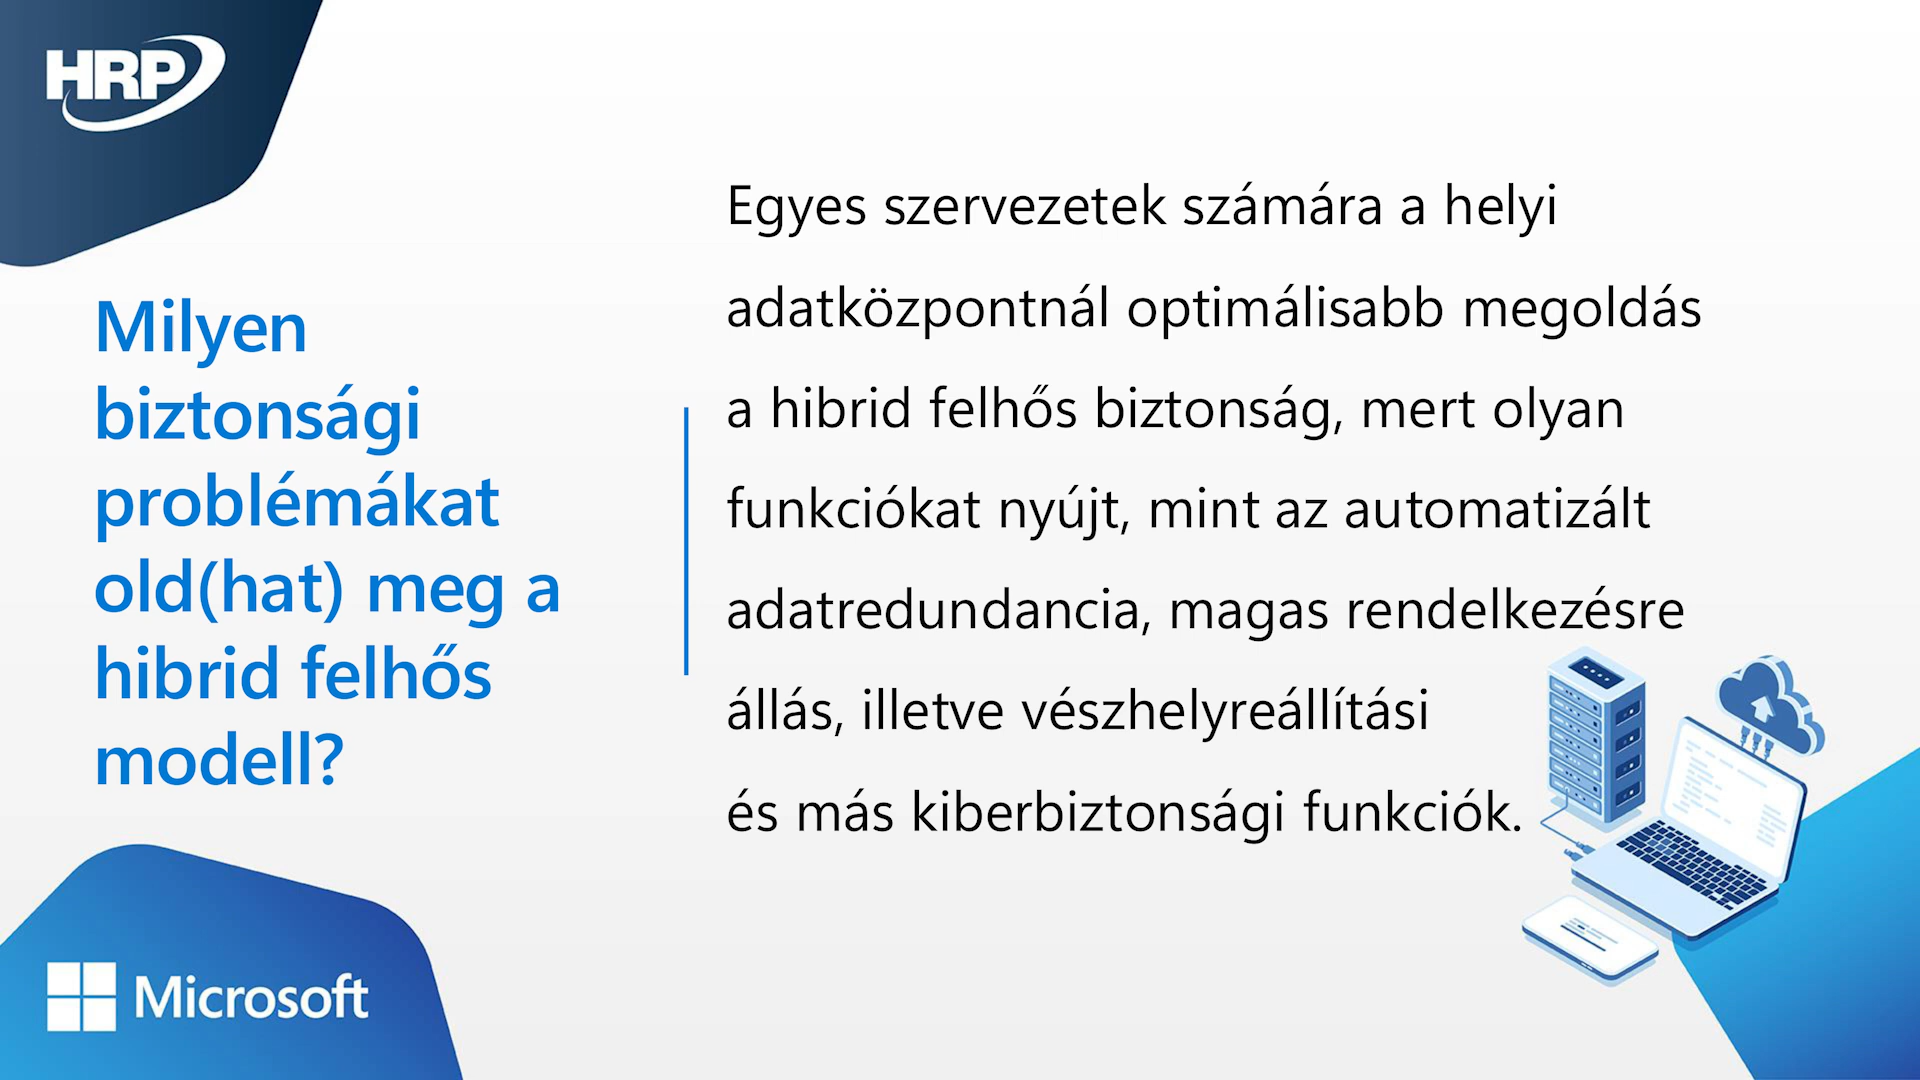 HRP
Milyen
biztonsági
problémákat
old(hat) meg a
hibrid felhős
modell?
Egyes szervezetek számára a helyi
adatközpontnál optimálisabb megoldás
a hibrid felhős biztonság, mert olyan
funkciókat nyújt, mint az automatizált
adatredundancia, magas rendelkezésre
állás, illetve vészhelyreállítási
és más kiberbiztonsági funkciók.
Microsoft